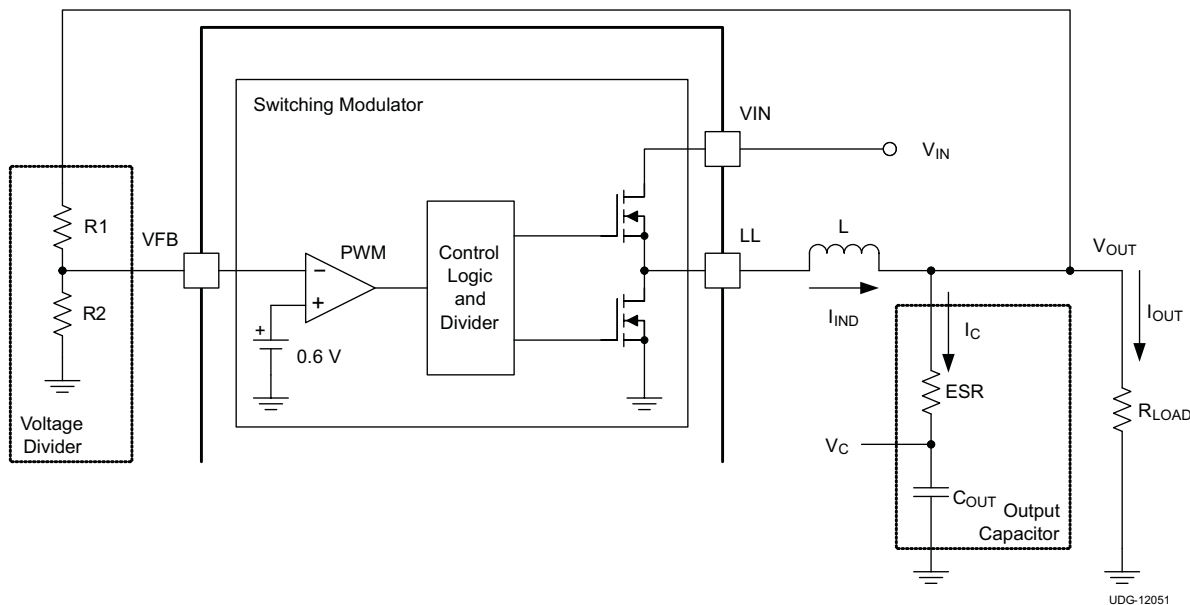 Switching Modulator
VIN
V_IN
R1
VFB
PWM
Control
Logic
and
Divider
LL
L
V_OUT
−
+
R2
+
0.6 V
I_IND
I_C
I_OUT
ESR
R_LOAD
Voltage
Divider
V_C
C_OUT
Output
Capacitor
UDG-12051